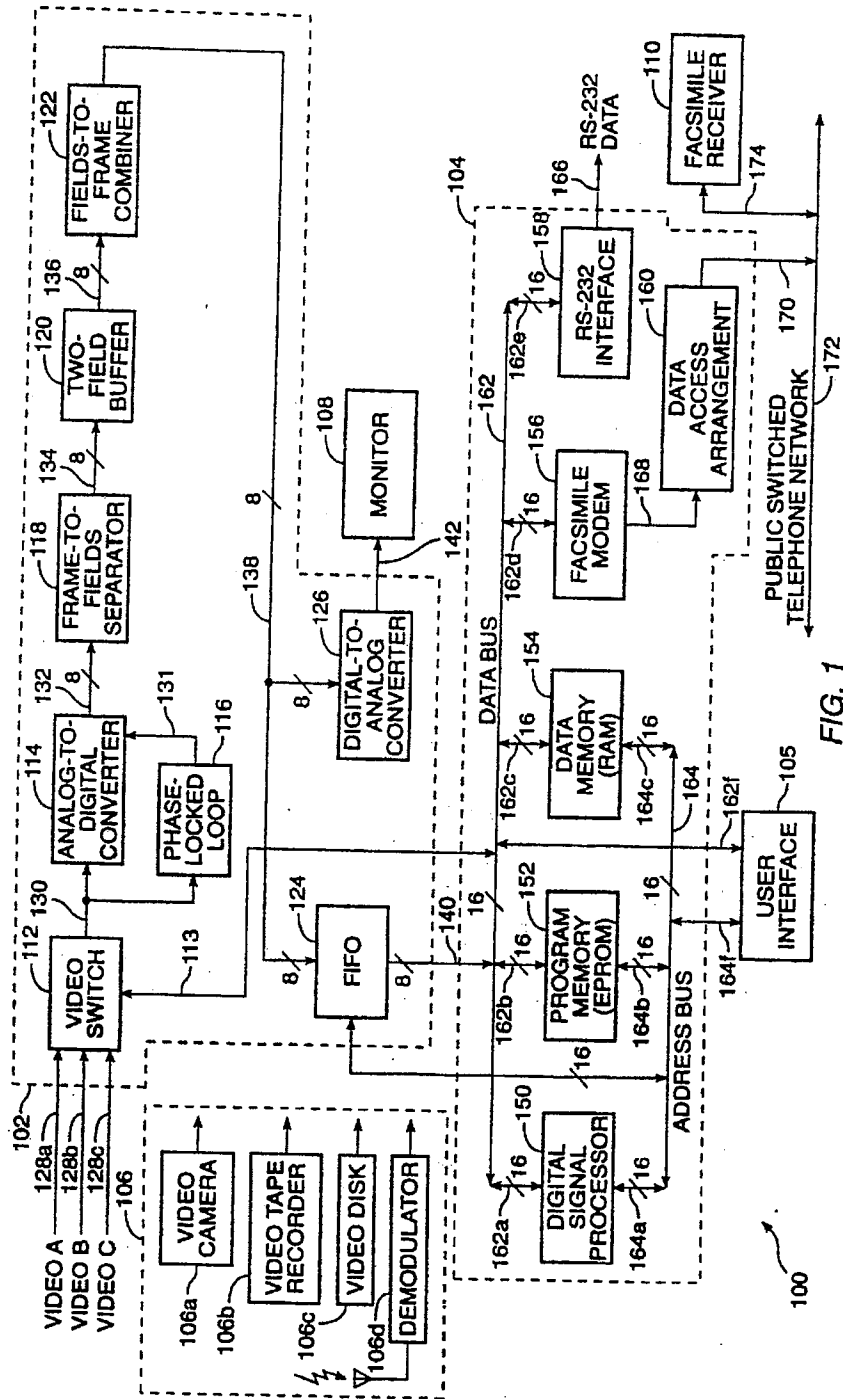 VIDEO A
VIDEO B
VIDEO C
128a
128b
128c
102
112
VIDEO
SWITCH
113
130
114
ANALOG-TO-
DIGITAL
CONVERTER
PHASE-
LOCKED
LOOP
116
131
132
8
118
FRAME-TO-
FIELDS
SEPARATOR
134
8
120
TWO-
FIELD
BUFFER
136
8
122
FIELDS-TO-
FRAME
COMBINER
106
VIDEO
CAMERA
106a
VIDEO TAPE
RECORDER
106b
VIDEO DISK
106c
DEMODULATOR
106d
8
124
FIFO
8
140
138
8
8
126
DIGITAL-TO-
ANALOG
CONVERTER
142
108
MONITOR
104
DATA BUS
162
16
162a
16
150
DIGITAL
SIGNAL
PROCESSOR
164a
16
16
162b
16
152
PROGRAM
MEMORY
(EPROM)
164b
16
162c
16
154
DATA
MEMORY
(RAM)
164c
16
162d
16
156
FACSIMILE
MODEM
168
162e
16
158
RS-232
INTERFACE
166
RS-232
DATA
160
DATA
ACCESS
ARRANGEMENT
110
FACSIMILE
RECEIVER
174
170
172
PUBLIC SWITCHED
TELEPHONE NETWORK
ADDRESS BUS
16
164
164f
162f
105
USER
INTERFACE
100
FIG. 1